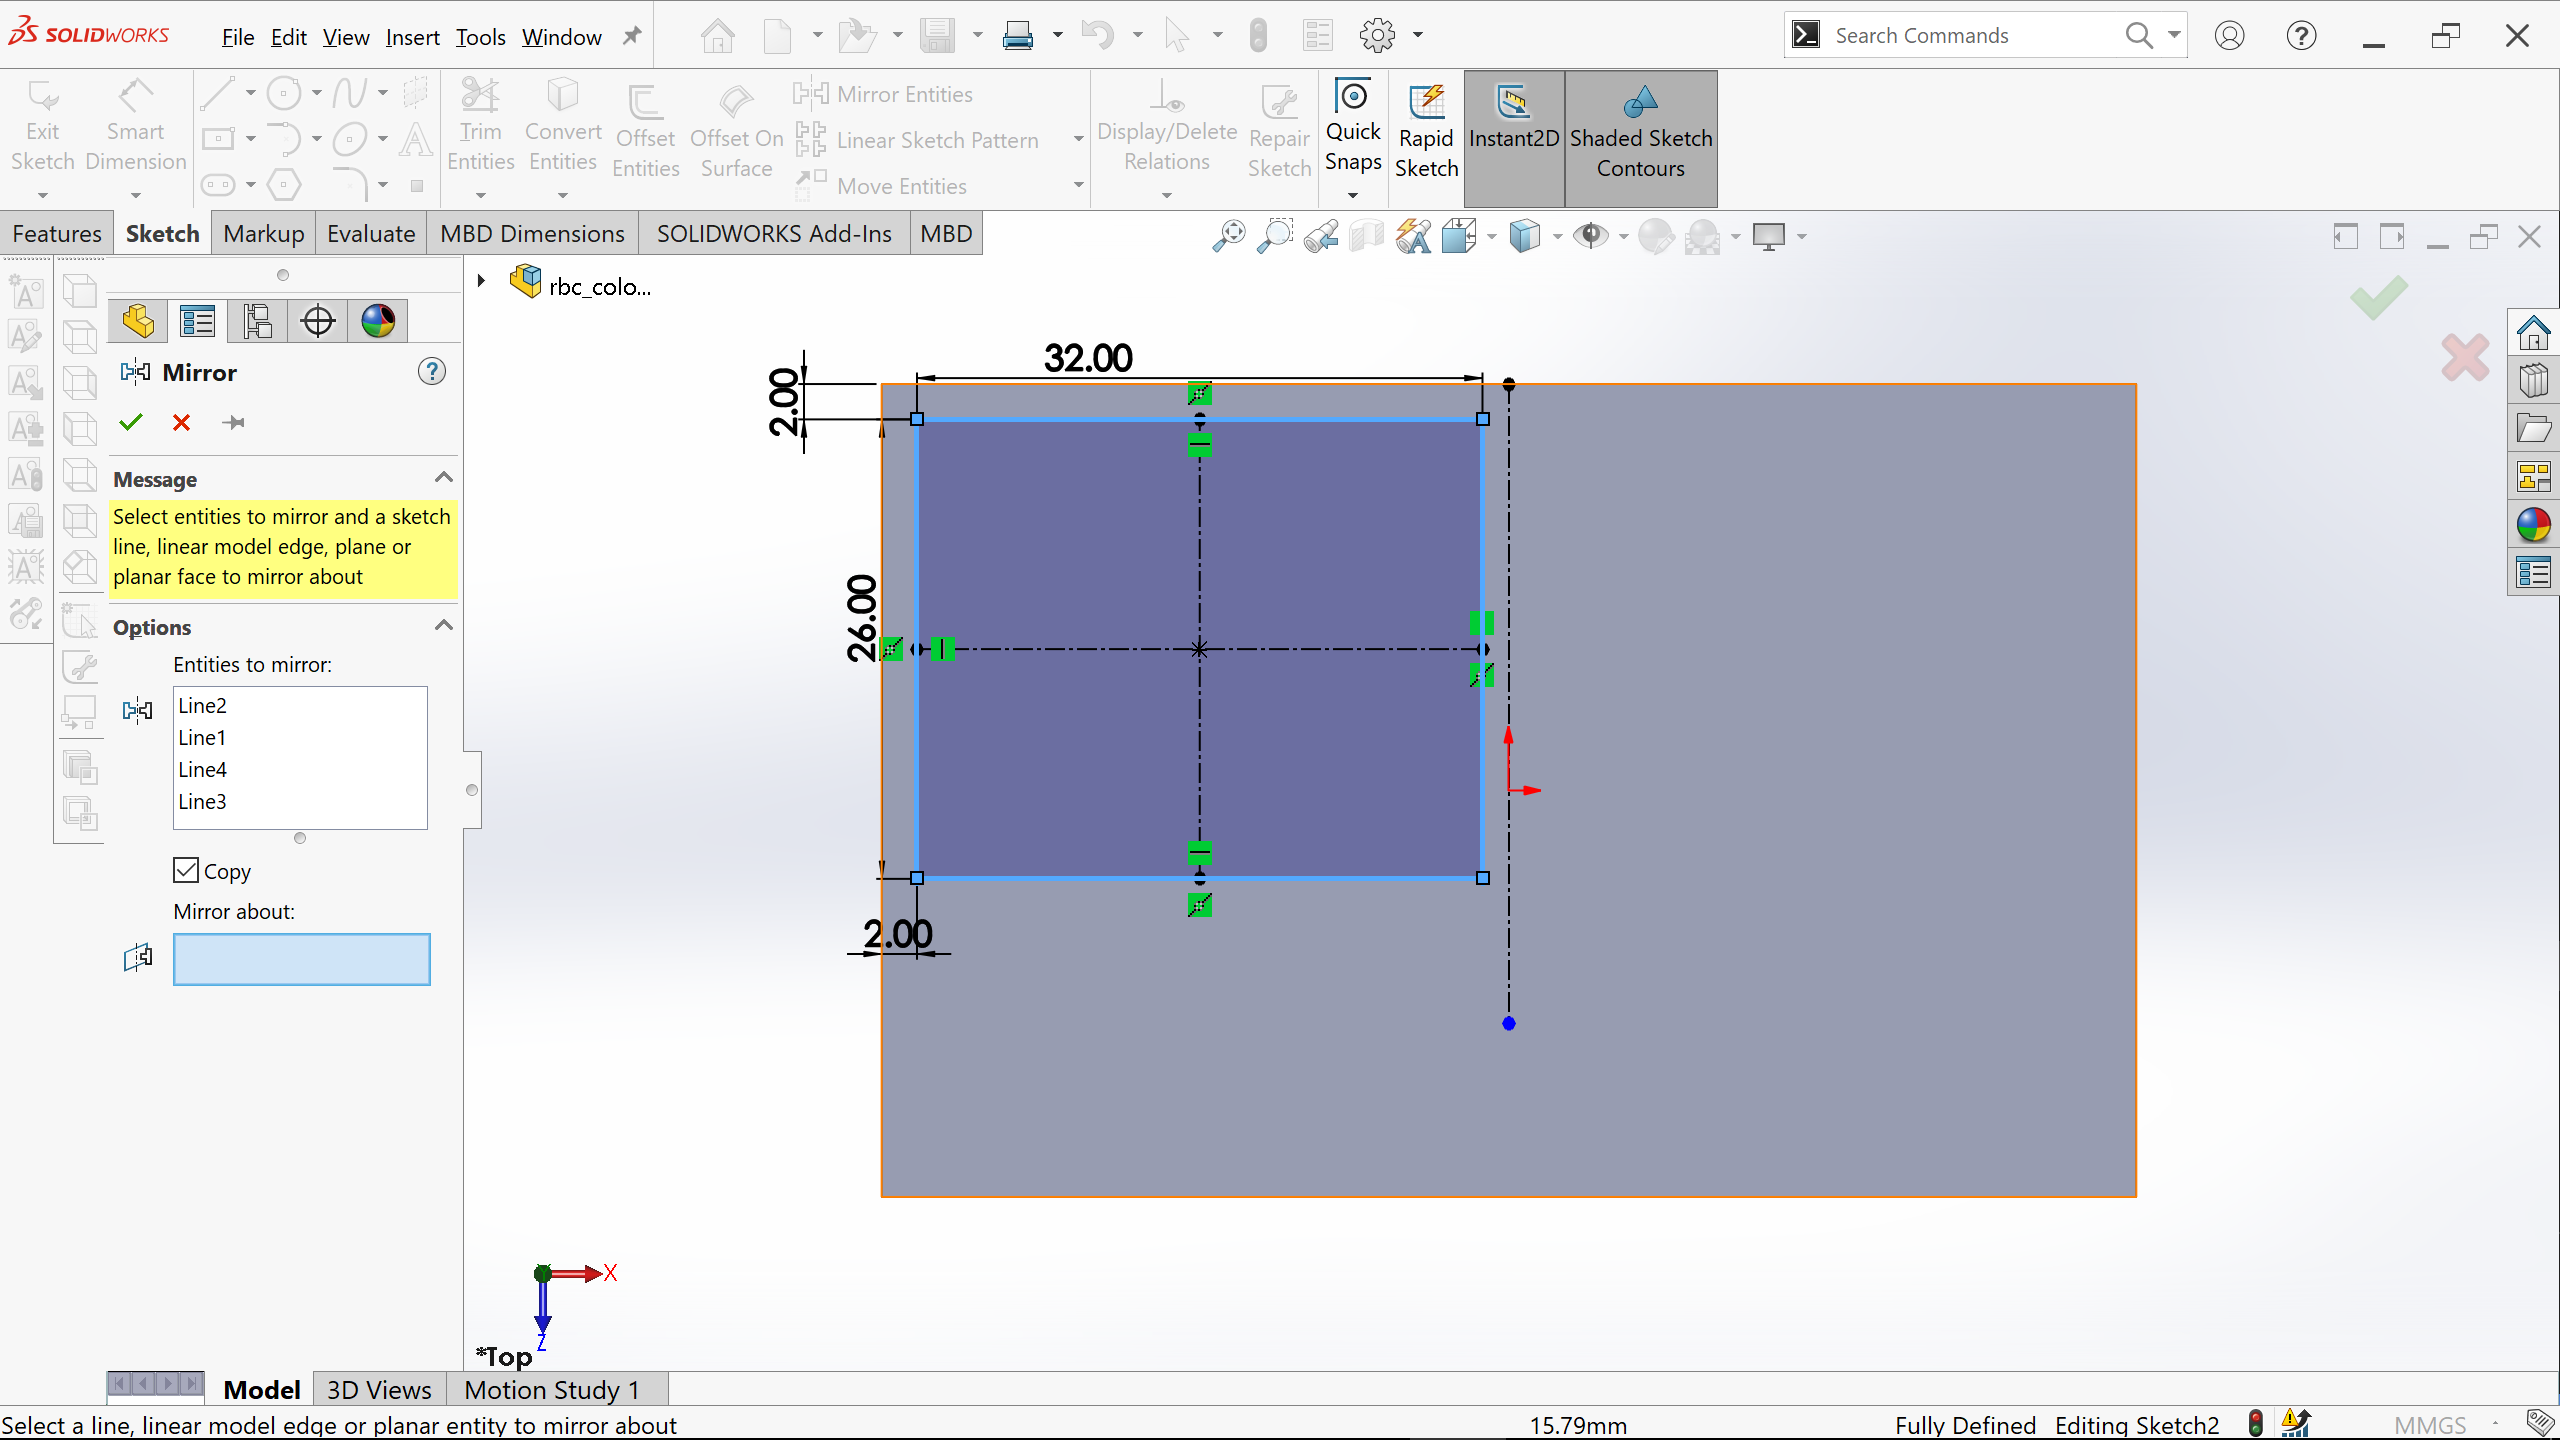 SOLIDWORKS File Edit View Insert Tools Window
Search Commands
Exit Sketch
Smart Dimension
Trim Entities
Convert Entities
Offset Entities
Offset On Surface
Mirror Entities
Linear Sketch Pattern
Move Entities
Display/Delete Relations
Repair Sketch
Quick Snaps
Rapid Sketch
Instant2D
Shaded Sketch Contours
Features Sketch Markup Evaluate MBD Dimensions SOLIDWORKS Add-Ins MBD
rbc_colo...
Mirror
Message
Select entities to mirror and a sketch
line, linear model edge, plane or
planar face to mirror about
Options
Entities to mirror:
Line2
Line1
Line4
Line3
Copy
Mirror about:
32.00
2.00
26.00
2.00
X
Z
*Top
Model 3D Views Motion Study 1
Select a line, linear model edge or planar entity to mirror about
15.79mm
Fully Defined Editing Sketch2
MMGS